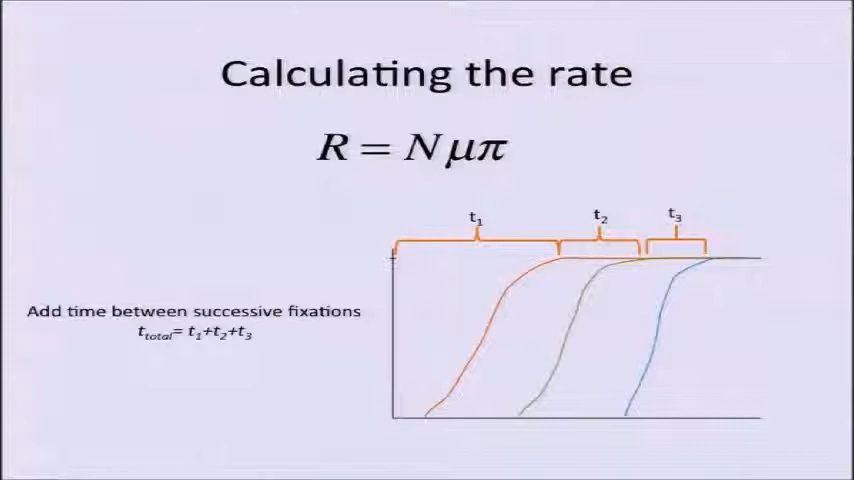 Calculating the rate
R = Nμπ
t1
t2
t3
Add time between successive fixations
ttotal= t1+t2+t3